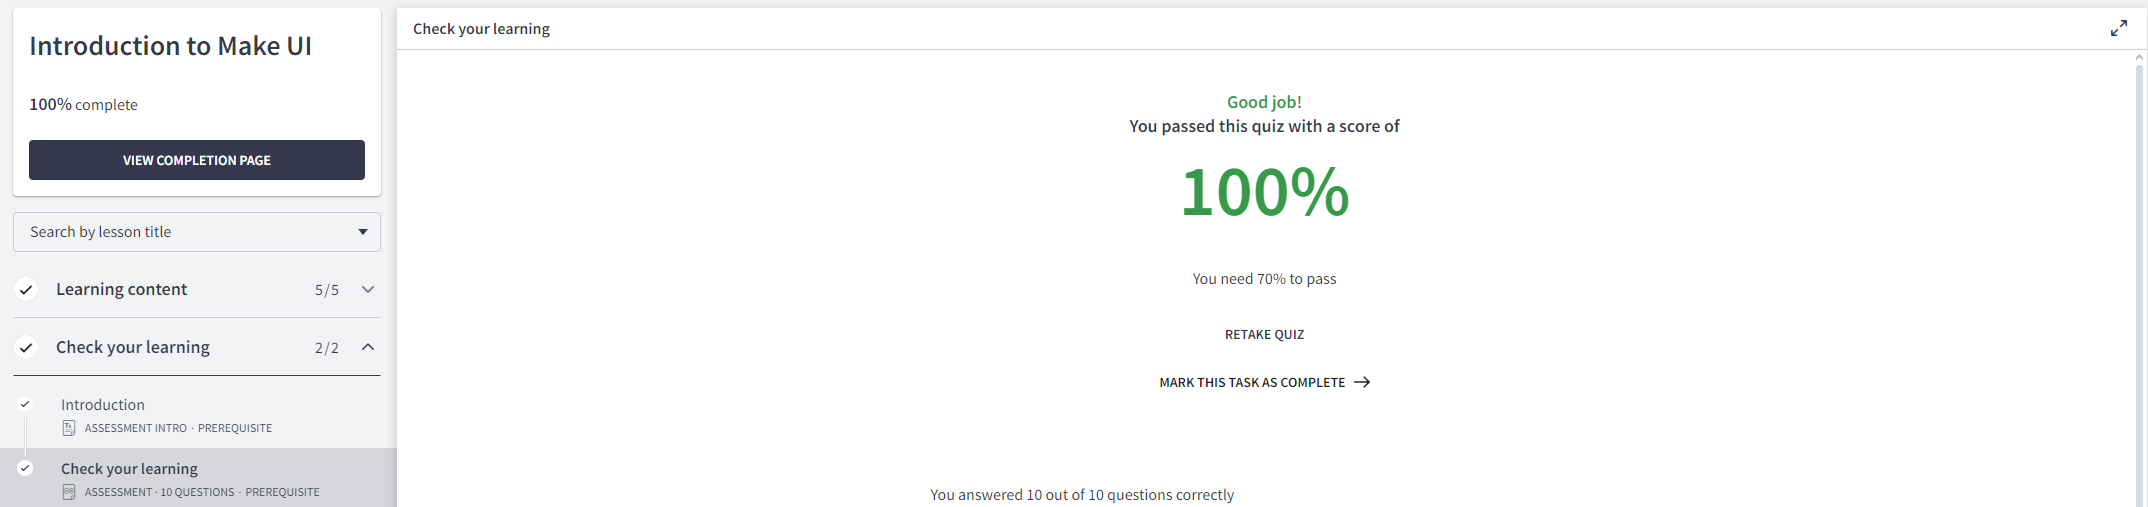 Introduction to Make UI
100% complete
VIEW COMPLETION PAGE
Search by lesson title
Learning content 5/5
Check your learning 2/2
Introduction
ASSESSMENT INTRO · PREREQUISITE
Check your learning
ASSESSMENT · 10 QUESTIONS · PREREQUISITE
Check your learning
Good job!
You passed this quiz with a score of
100%
You need 70% to pass
RETAKE QUIZ
MARK THIS TASK AS COMPLETE
You answered 10 out of 10 questions correctly